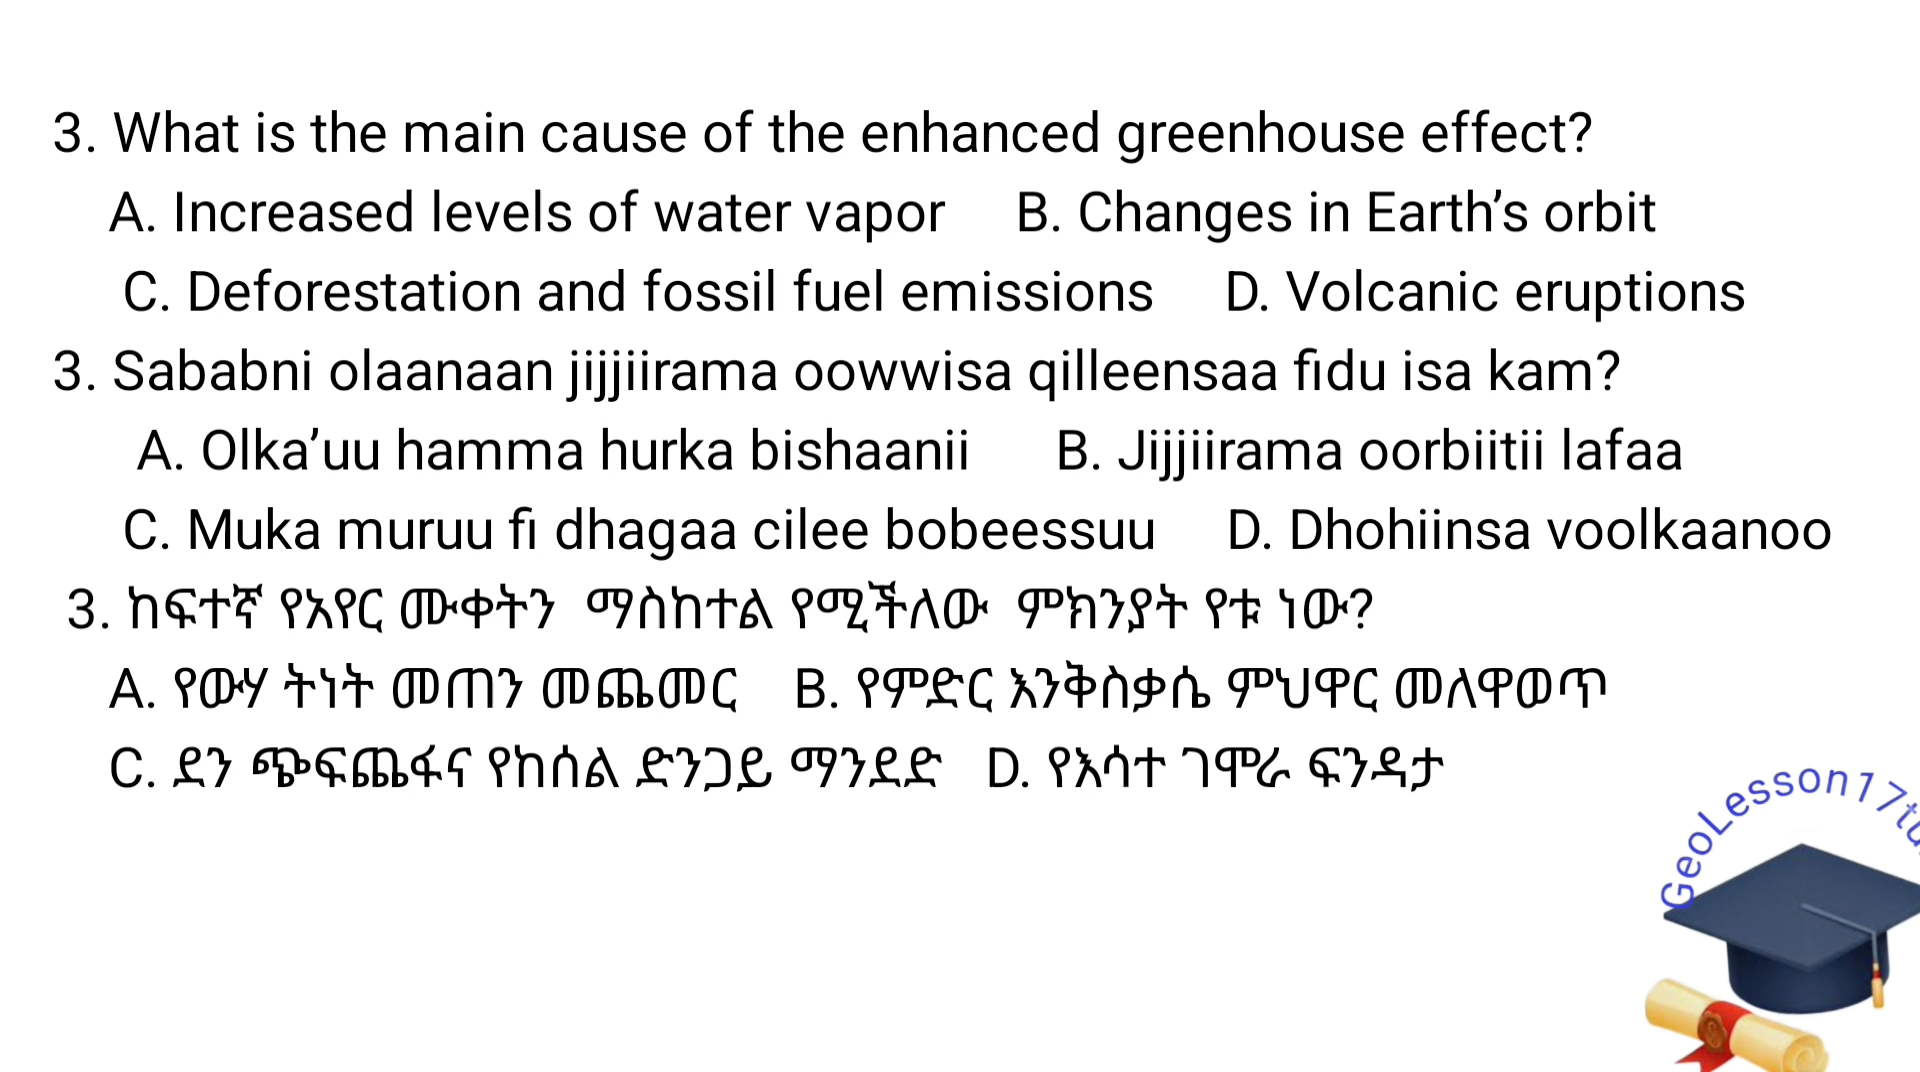 3. What is the main cause of the enhanced greenhouse effect?
A. Increased levels of water vapor B. Changes in Earth’s orbit
C. Deforestation and fossil fuel emissions D. Volcanic eruptions
3. Sababni olaanaan jijjiirama oowwisa qilleensaa fidu isa kam?
A. Olka’uu hamma hurka bishaanii B. Jijjiirama oorbiitii lafaa
C. Muka muruu fi dhagaa cilee bobeessuu D. Dhohiinsa voolkaanoo
3. ከፍተኛ የአየር ሙቀትን ማስከተል የሚችለው ምክንያት የቱ ነው?
A. የውሃ ትነት መጠን መጨመር B. የምድር እንቅስቃሴ ምህዋር መለዋወጥ
C. ደን ጭፍጨፋና የከሰል ድንጋይ ማንደድ D. የእሳተ ገሞራ ፍንዳታ
GeoLesson17tu